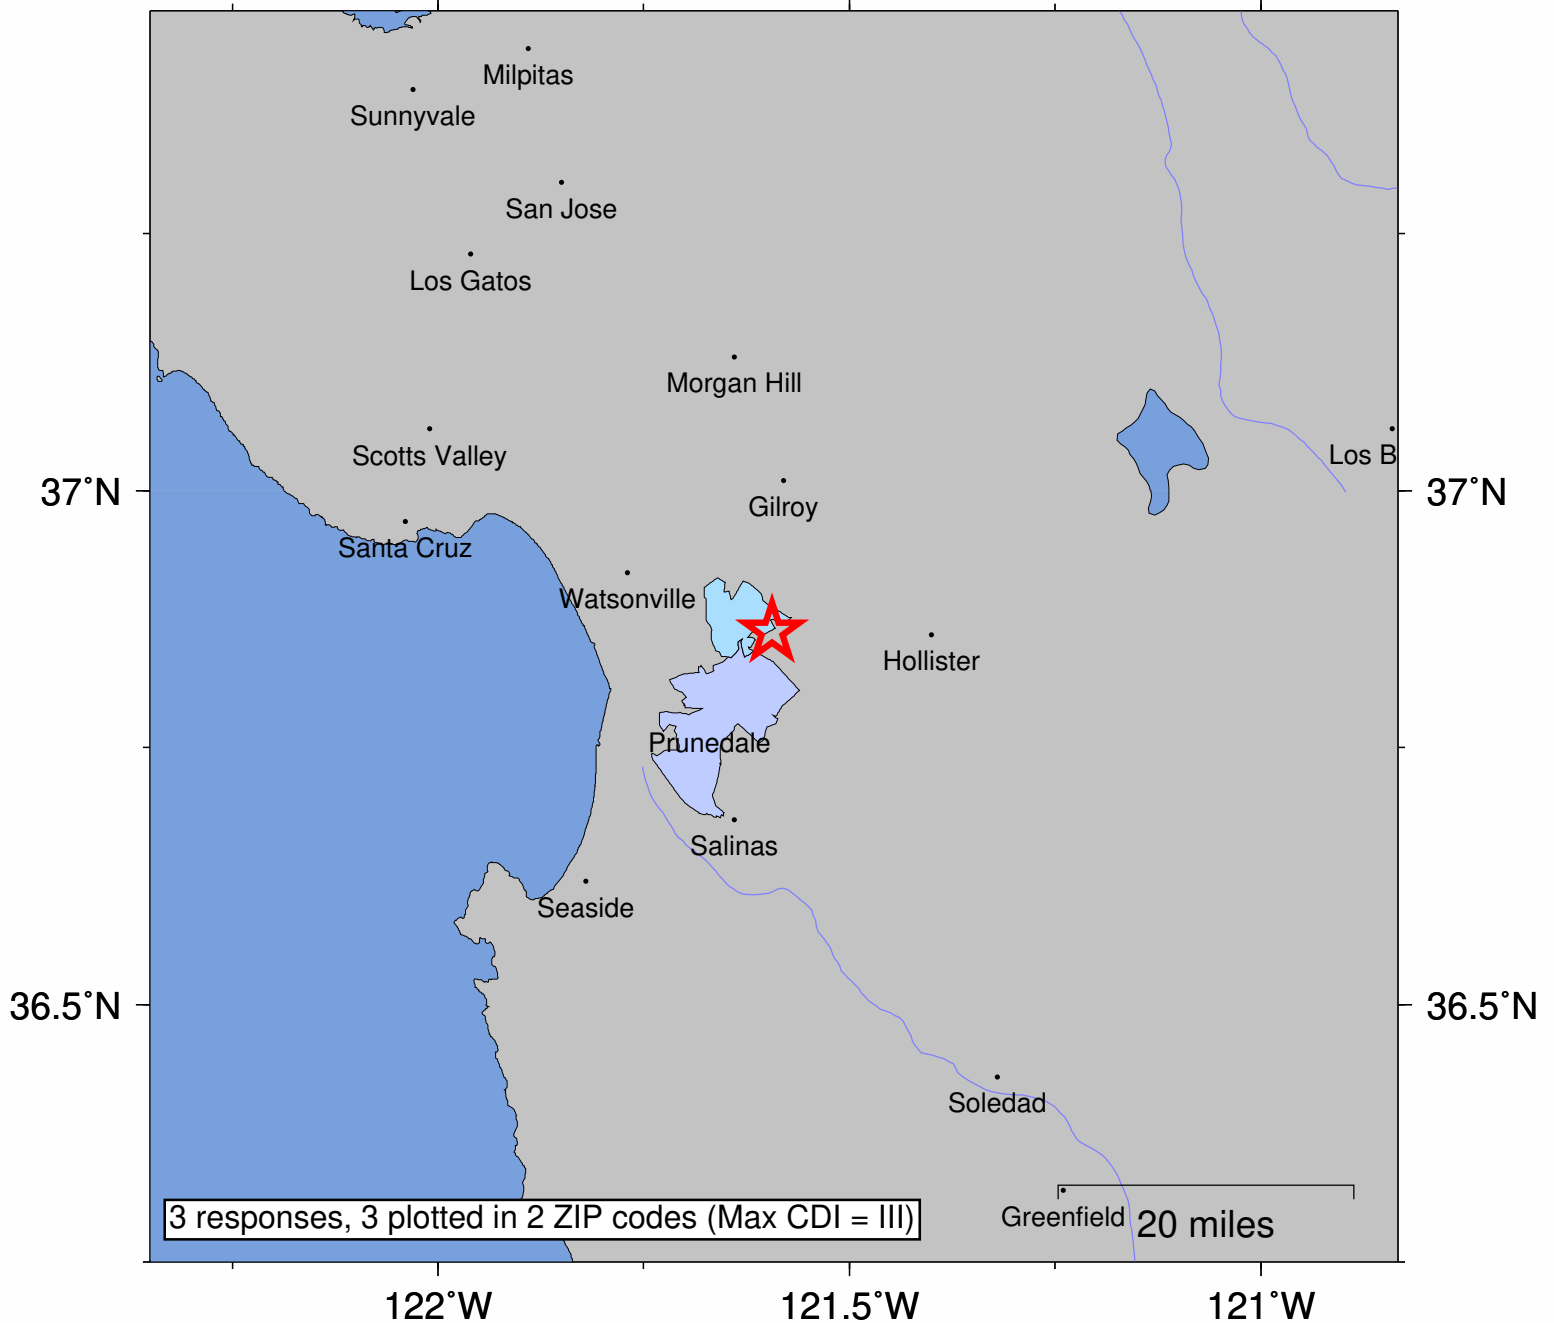 Milpitas
Sunnyvale
San Jose
Los Gatos
Morgan Hill
Scotts Valley
Los B
37°N
37°N
Gilroy
Santa Cruz
Watsonville
Hollister
Prunedale
Salinas
Seaside
36.5°N
36.5°N
Soledad
3 responses, 3 plotted in 2 ZIP codes (Max CDI = III)
Greenfield
20 miles
122°W
121.5°W
121°W